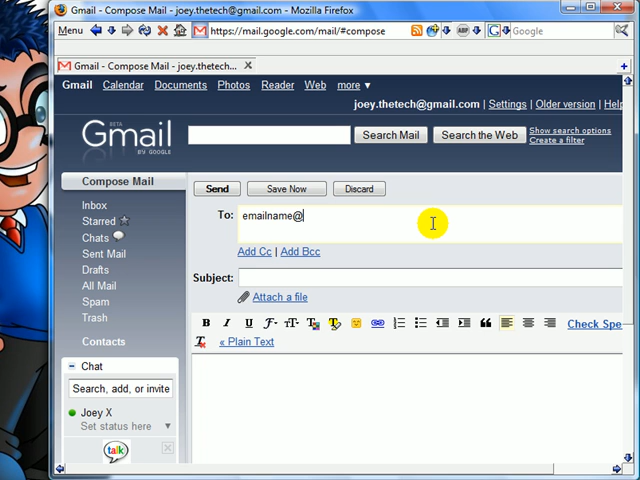 Gmail - Compose Mail - joey.thetech@gmail.com - Mozilla Firefox
Menu https://mail.google.com/mail/#compose ABP G Google
Gmail - Compose Mail - joey.thetech...
Gmail Calendar Documents Photos Reader Web more ▼
joey.thetech@gmail.com | Settings | Older version | Help
Gmail BETA BY GOOGLE
Search Mail Search the Web Show search options
Create a filter
Compose Mail
Send Save Now Discard
Inbox
Starred
Chats
Sent Mail
Drafts
All Mail
Spam
Trash
Contacts
To: emailname@
Add Cc | Add Bcc
Subject:
Attach a file
B I U Check Spe
« Plain Text
Chat
Search, add, or invite
Joey X
Set status here
talk